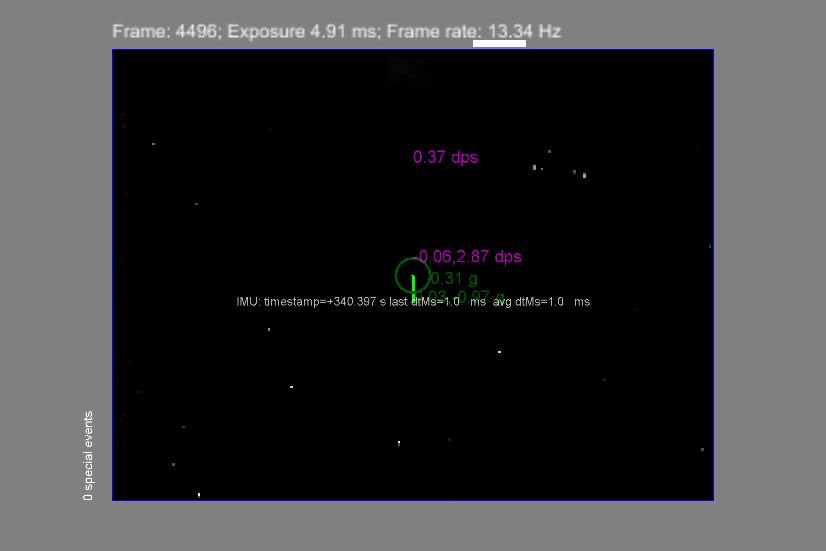 Frame: 4496; Exposure 4.91 ms; Frame rate: 13.34 Hz
0.37 dps
-0.06,2.87 dps
0.31 g
0.97 g
IMU: timestamp=+340.397 s last dtMs=1.0 ms avg dtMs=1.0 ms
0 special events